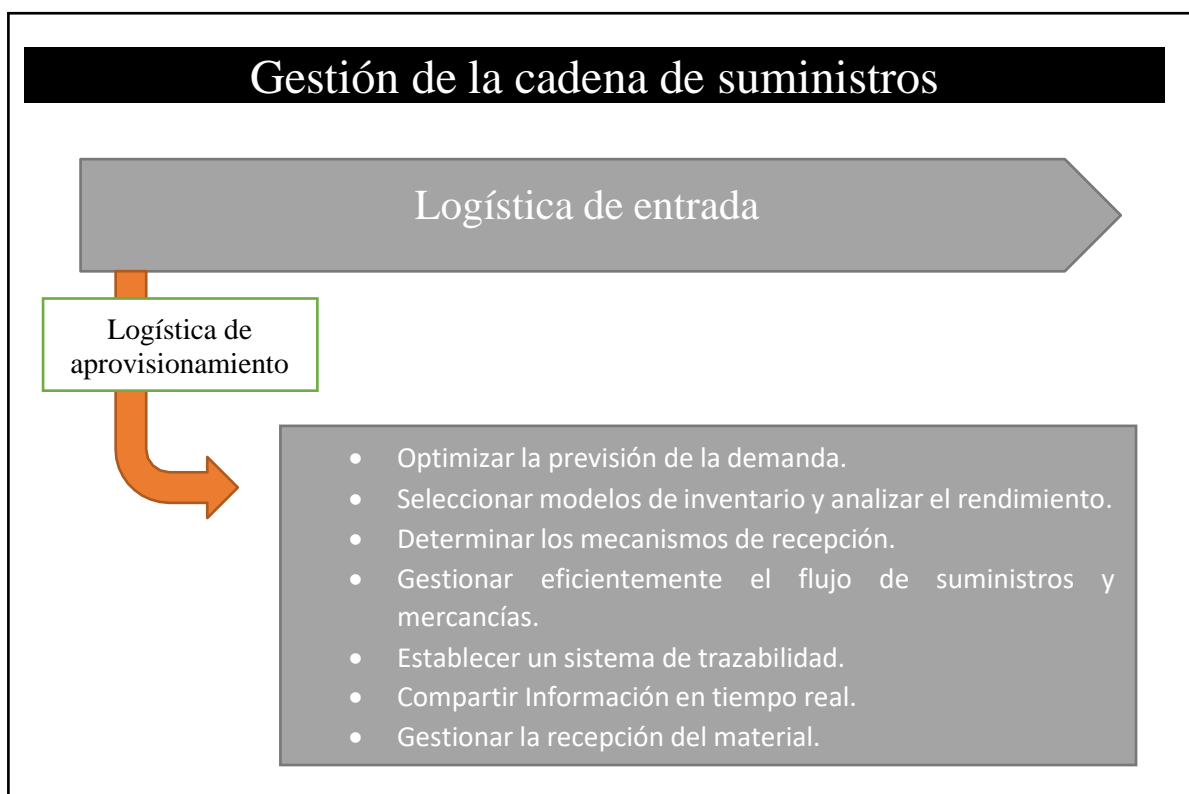 Gestión de la cadena de suministros
Logística de entrada
Logística de
aprovisionamiento
• Optimizar la previsión de la demanda.
• Seleccionar modelos de inventario y analizar el rendimiento.
• Determinar los mecanismos de recepción.
• Gestionar eficientemente el flujo de suministros y
mercancías.
• Establecer un sistema de trazabilidad.
• Compartir Información en tiempo real.
• Gestionar la recepción del material.